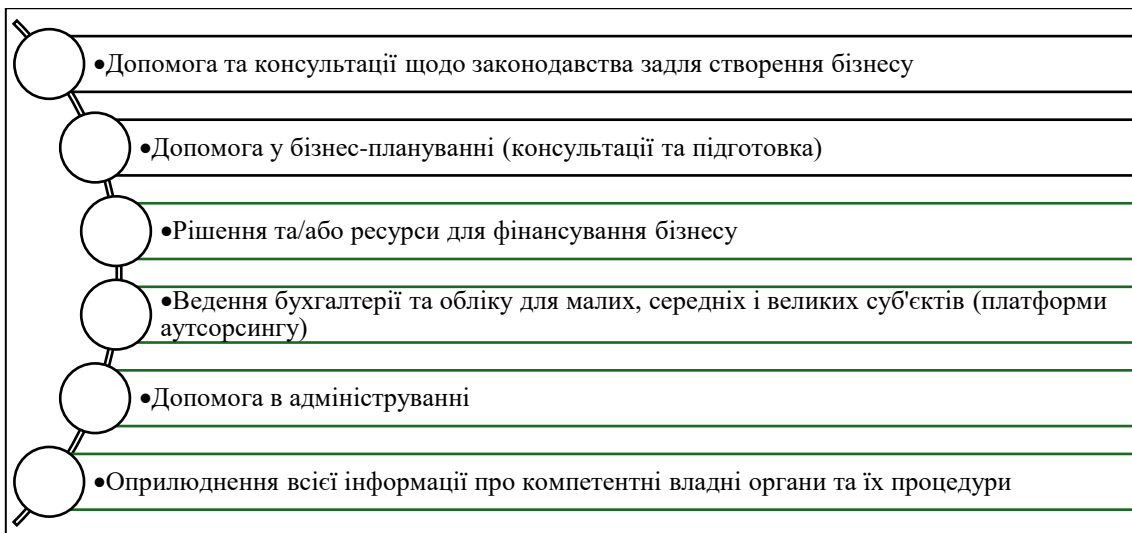 •Допомога та консультації щодо законодавства задля створення бізнесу
•Допомога у бізнес-плануванні (консультації та підготовка)
•Рішення та/або ресурси для фінансування бізнесу
•Ведення бухгалтерії та обліку для малих, середніх і великих суб'єктів (платформи
аутсорсингу)
•Допомога в адмініструванні
•Оприлюднення всієї інформації про компетентні владні органи та їх процедури